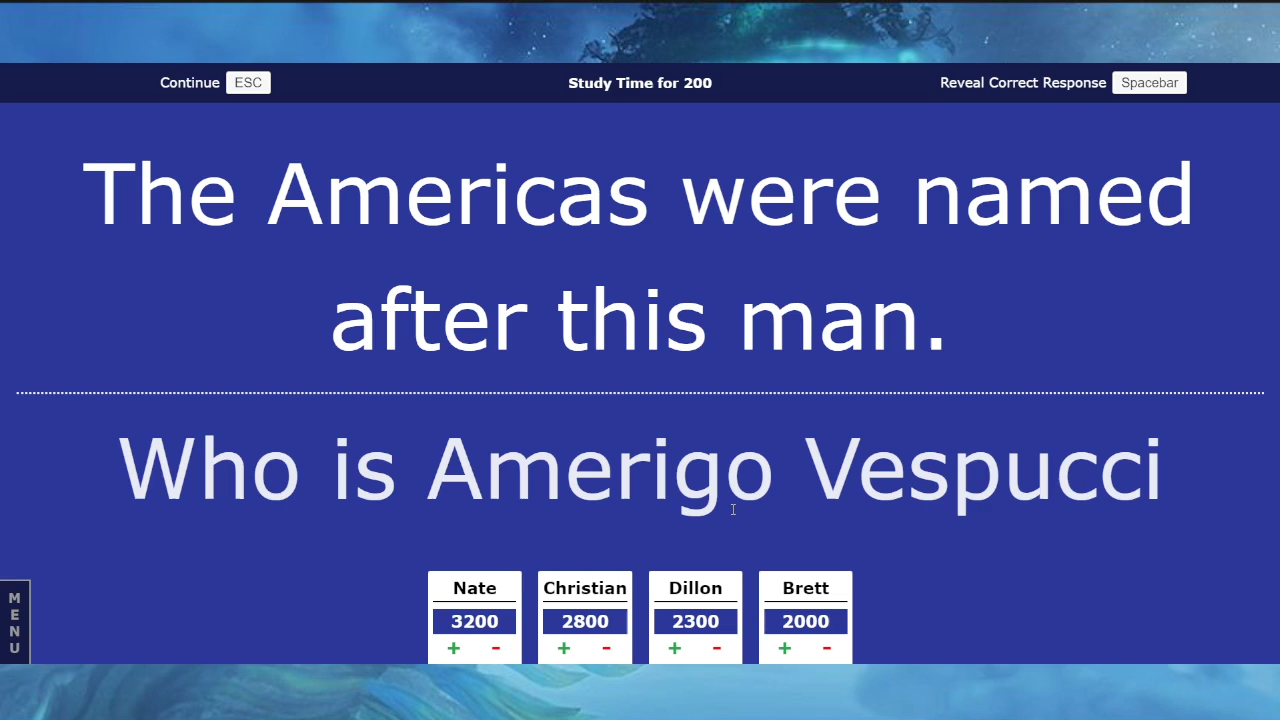 Continue ESC Study Time for 200 Reveal Correct Response Spacebar
The Americas were named
after this man.
Who is Amerigo Vespucci
MENU
Nate Christian Dillon Brett
3200 2800 2300 2000
+ - + - + - + -